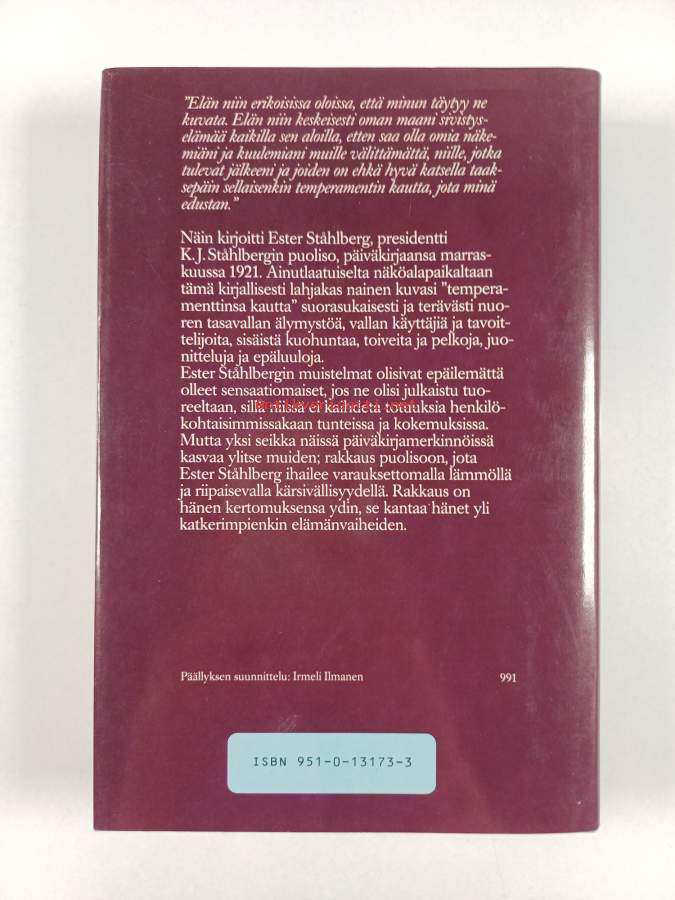 "Elän niin erikoisissa oloissa, että minun täytyy ne
kuvata. Elän niin keskeisesti oman maani sivistys-
elämää kaikilla sen aloilla, etten saa olla omia näke-
miäni ja kuulemiani muille välittämättä, niille, jotka
tulevat jälkeeni ja joiden on ehkä hyvä katsella taak-
sepäin sellaisenkin temperamentin kautta, jota minä
edustan."
Näin kirjoitti Ester Ståhlberg, presidentti
K.J. Ståhlbergin puoliso, päiväkirjaansa marras-
kuussa 1921. Ainutlaatuiselta näköalapaikaltaan
tämä kirjallisesti lahjakas nainen kuvasi "tempera-
menttinsa kautta" suorasukaisesti ja terävästi nuo-
ren tasavallan älymystöä, vallan käyttäjiä ja tavoit-
telijoita, sisäistä kuohuntaa, toiveita ja pelkoja, juo-
nitteluja ja epäluuloja.
Ester Ståhlbergin muistelmat olisivat epäilemättä
olleet sensaatiomaiset, jos ne olisi julkaistu tuo-
reeltaan, sillä niissä ei kaihdeta totuuksia henkilö-
kohtaisimmissakaan tunteissa ja kokemuksissa.
Mutta yksi seikka näissä päiväkirjamerkinnöissä
kasvaa ylitse muiden; rakkaus puolisoon, jota
Ester Ståhlberg ihailee varauksettomalla lämmöllä
ja riipaisevalla kärsivällisyydellä. Rakkaus on
hänen kertomuksensa ydin, se kantaa hänet yli
katkerimpienkin elämänvaiheiden.
Päällyksen suunnittelu: Irmeli Ilmanen 991
ISBN 951-0-13173-3